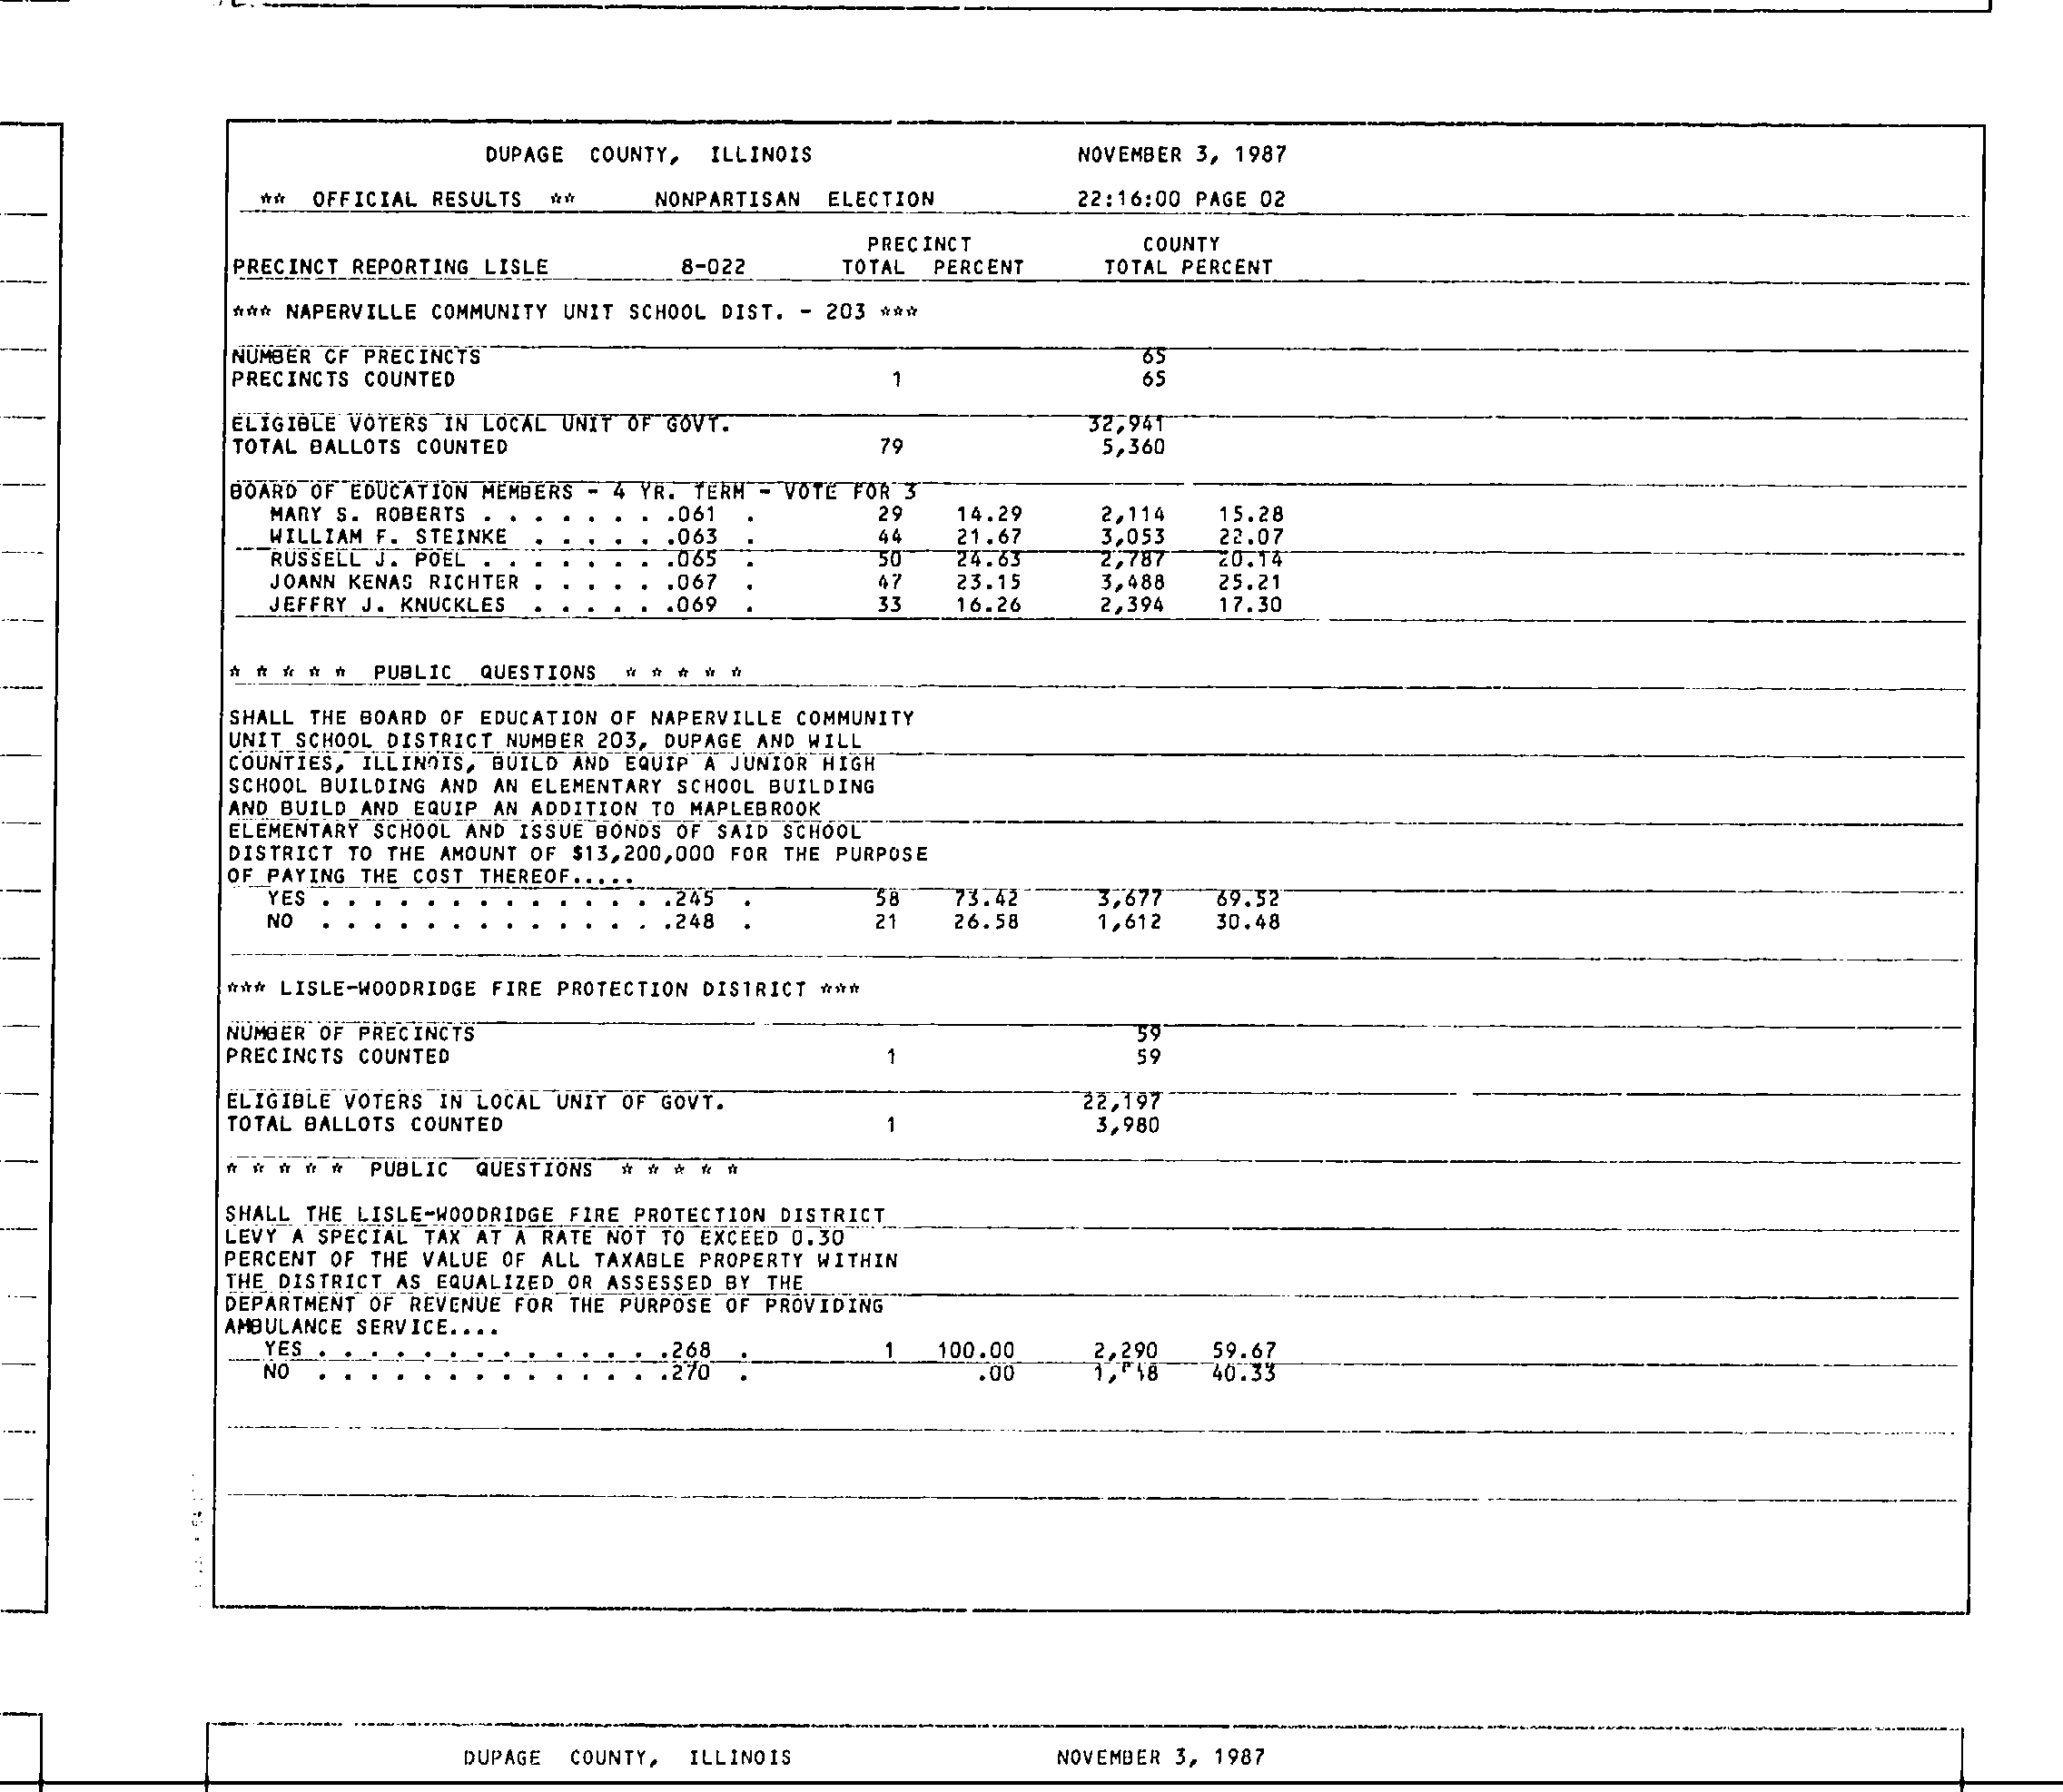 DUPAGE COUNTY, ILLINOIS NOVEMBER 3, 1987
** OFFICIAL RESULTS ** NONPARTISAN ELECTION 22:16:00 PAGE 02
PRECINCT COUNTY
PRECINCT REPORTING LISLE 8-022 TOTAL PERCENT TOTAL PERCENT
*** NAPERVILLE COMMUNITY UNIT SCHOOL DIST. - 203 ***
NUMBER OF PRECINCTS 65
PRECINCTS COUNTED 1 65
ELIGIBLE VOTERS IN LOCAL UNIT OF GOVT. 32,941
TOTAL BALLOTS COUNTED 79 5,360
BOARD OF EDUCATION MEMBERS - 4 YR. TERM - VOTE FOR 3
MARY S. ROBERTS . . . . . . . .061 . 29 14.29 2,114 15.28
WILLIAM F. STEINKE . . . . . .063 . 44 21.67 3,053 22.07
RUSSELL J. POEL . . . . . . . .065 . 50 24.63 2,787 20.14
JOANN KENAS RICHTER . . . . . .067 . 47 23.15 3,488 25.21
JEFFRY J. KNUCKLES . . . . . .069 . 33 16.26 2,394 17.30
* * * * * PUBLIC QUESTIONS * * * * *
SHALL THE BOARD OF EDUCATION OF NAPERVILLE COMMUNITY
UNIT SCHOOL DISTRICT NUMBER 203, DUPAGE AND WILL
COUNTIES, ILLINOIS, BUILD AND EQUIP A JUNIOR HIGH
SCHOOL BUILDING AND AN ELEMENTARY SCHOOL BUILDING
AND BUILD AND EQUIP AN ADDITION TO MAPLEBROOK
ELEMENTARY SCHOOL AND ISSUE BONDS OF SAID SCHOOL
DISTRICT TO THE AMOUNT OF $13,200,000 FOR THE PURPOSE
OF PAYING THE COST THEREOF.....
YES . . . . . . . . . . . . . .245 . 58 73.42 3,677 69.52
NO . . . . . . . . . . . . . .248 . 21 26.58 1,612 30.48
*** LISLE-WOODRIDGE FIRE PROTECTION DISTRICT ***
NUMBER OF PRECINCTS 59
PRECINCTS COUNTED 1 59
ELIGIBLE VOTERS IN LOCAL UNIT OF GOVT. 22,197
TOTAL BALLOTS COUNTED 1 3,980
* * * * * PUBLIC QUESTIONS * * * * *
SHALL THE LISLE-WOODRIDGE FIRE PROTECTION DISTRICT
LEVY A SPECIAL TAX AT A RATE NOT TO EXCEED 0.30
PERCENT OF THE VALUE OF ALL TAXABLE PROPERTY WITHIN
THE DISTRICT AS EQUALIZED OR ASSESSED BY THE
DEPARTMENT OF REVENUE FOR THE PURPOSE OF PROVIDING
AMBULANCE SERVICE....
YES . . . . . . . . . . . . . .268 . 1 100.00 2,290 59.67
NO . . . . . . . . . . . . . .270 . .00 40.33
DUPAGE COUNTY, ILLINOIS NOVEMBER 3, 1987